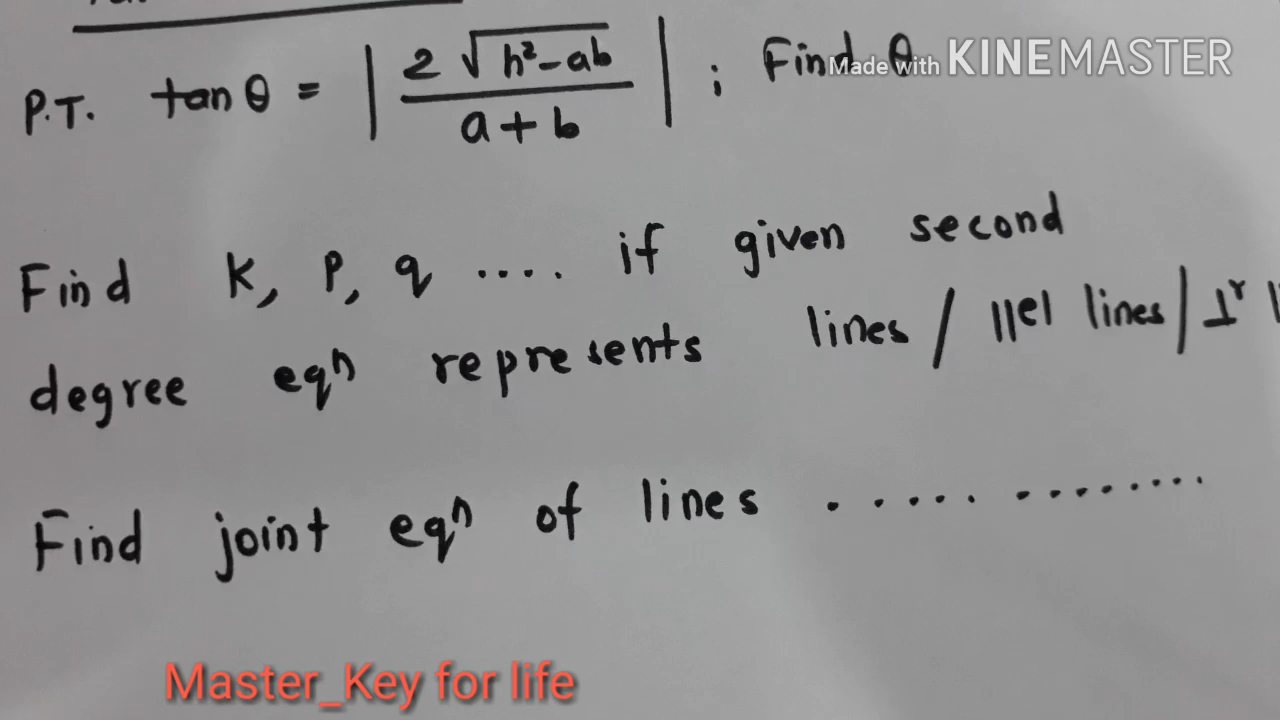 P.T. tanθ = | 2 √h²-ab / a + b | ; Find θ
Made with KINEMASTER
Find K, P, q .... if given second
degree eqⁿ represents lines / ||el lines / ⊥r
Find joint eqⁿ of lines ..... ........
Master_Key for life